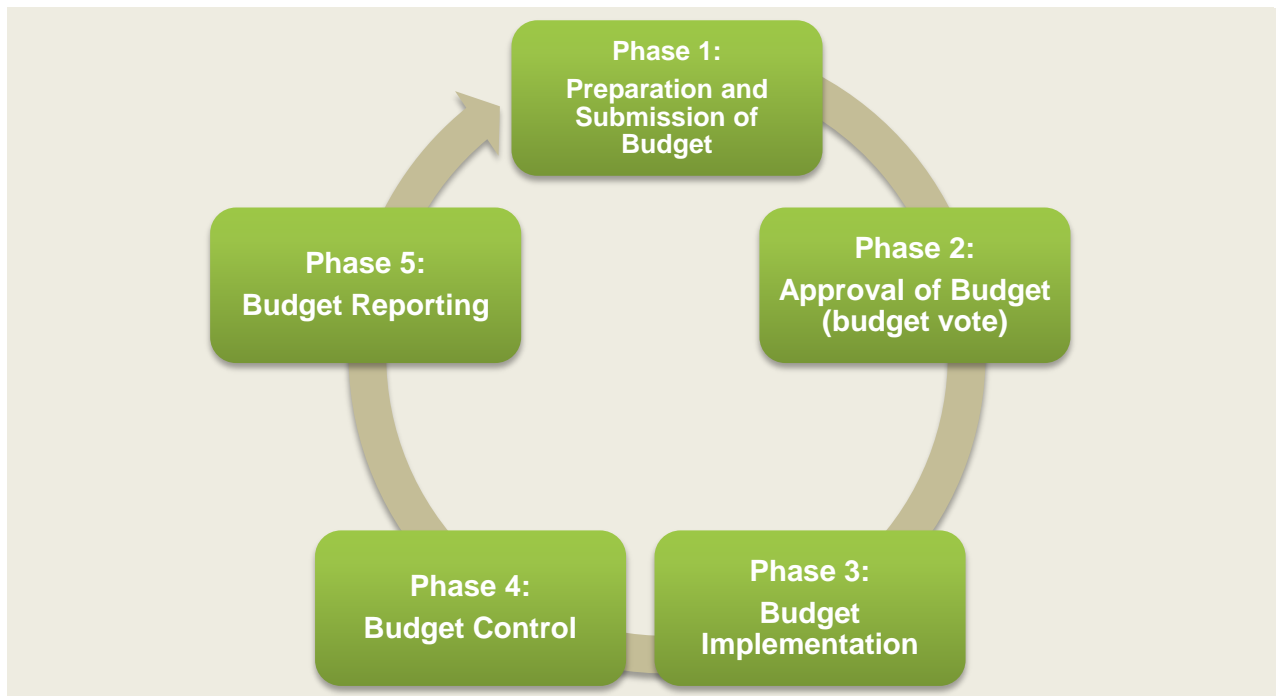 Phase 1:
Preparation and
Submission of
Budget
Phase 2:
Approval of Budget
(budget vote)
Phase 3:
Budget
Implementation
Phase 4:
Budget Control
Phase 5:
Budget Reporting